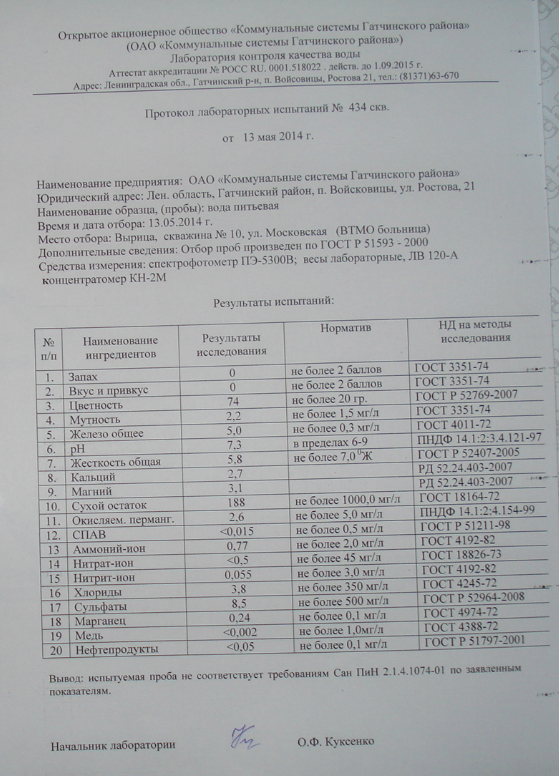 Открытое акционерное общество «Коммунальные системы Гатчинского района»
(ОАО «Коммунальные системы Гатчинского района»)
Лаборатория контроля качества воды
Аттестат аккредитации № РОСС RU. 0001.518022 . действ. до 1.09.2015 г.
Адрес: Ленинградская обл., Гатчинский р-н, п. Войсовицы, Ростова 21, тел.: (81371)63-670
Протокол лабораторных испытаний № 434 скв.
от 13 мая 2014 г.
Наименование предприятия: ОАО «Коммунальные системы Гатчинского района»
Юридический адрес: Лен. область, Гатчинский район, п. Войсковицы, ул. Ростова, 21
Наименование образца, (пробы): вода питьевая
Время и дата отбора: 13.05.2014 г.
Место отбора: Вырица, скважина № 10, ул. Московская (ВТМО больница)
Дополнительные сведения: Отбор проб произведен по ГОСТ Р 51593 - 2000
Средства измерения: спектрофотометр ПЭ-5300В; весы лабораторные, ЛВ 120-А
концентратомер КН-2М
Результаты испытаний:
№ п/п Наименование ингредиентов Результаты исследования Норматив НД на методы исследования
1. Запах 0 не более 2 баллов ГОСТ 3351-74
2. Вкус и привкус 0 не более 2 баллов ГОСТ 3351-74
3. Цветность 74 не более 20 гр. ГОСТ Р 52769-2007
4. Мутность 2,2 не более 1,5 мг/л ГОСТ 3351-74
5. Железо общее 5,0 не более 0,3 мг/л ГОСТ 4011-72
6. рН 7,3 в пределах 6-9 ПНДФ 14.1:2:3.4.121-97
7. Жесткость общая 5,8 не более 7,0 ⁰Ж ГОСТ Р 52407-2005
8. Кальций 2,7 РД 52.24.403-2007
9. Магний 3,1 РД 52.24.403-2007
10. Сухой остаток 188 не более 1000,0 мг/л ГОСТ 18164-72
11. Окисляем. перманг. 2,6 не более 5,0 мг/л ПНДФ 14.1:2:4.154-99
12. СПАВ <0,015 не более 0,5 мг/л ГОСТ Р 51211-98
13 Аммоний-ион 0,77 не более 2,0 мг/л ГОСТ 4192-82
14 Нитрат-ион <0,5 не более 45 мг/л ГОСТ 18826-73
15 Нитрит-ион 0,055 не более 3,0 мг/л ГОСТ 4192-82
16 Хлориды 3,8 не более 350 мг/л ГОСТ 4245-72
17 Сульфаты 8,5 не более 500 мг/л ГОСТ Р 52964-2008
18 Марганец 0,24 не более 0,1 мг/л ГОСТ 4974-72
19 Медь <0,002 не более 1,0мг/л ГОСТ 4388-72
20 Нефтепродукты <0,05 не более 0,1 мг/л ГОСТ Р 51797-2001
Вывод: испытуемая проба не соответствует требованиям Сан ПиН 2.1.4.1074-01 по заявленным
показателям.
Начальник лаборатории О.Ф. Куксенко